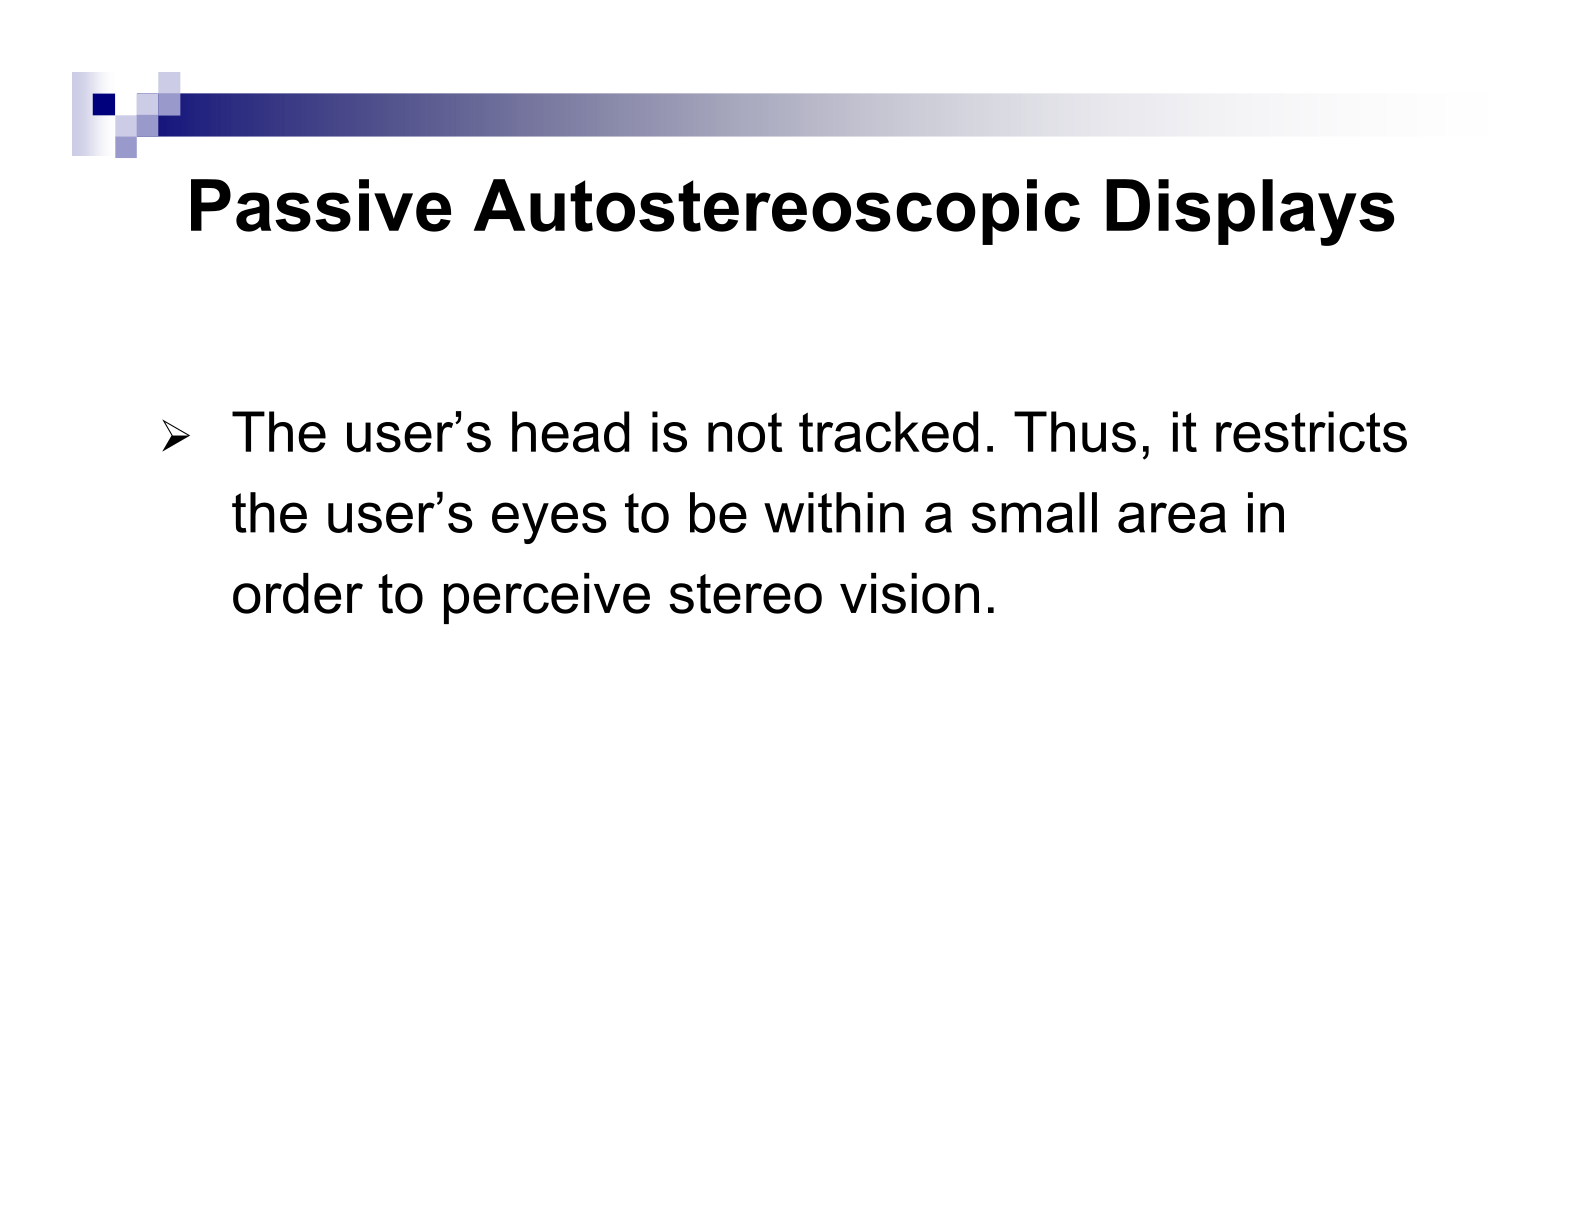 Passive Autostereoscopic Displays
➢ The user’s head is not tracked. Thus, it restricts
the user’s eyes to be within a small area in
order to perceive stereo vision.